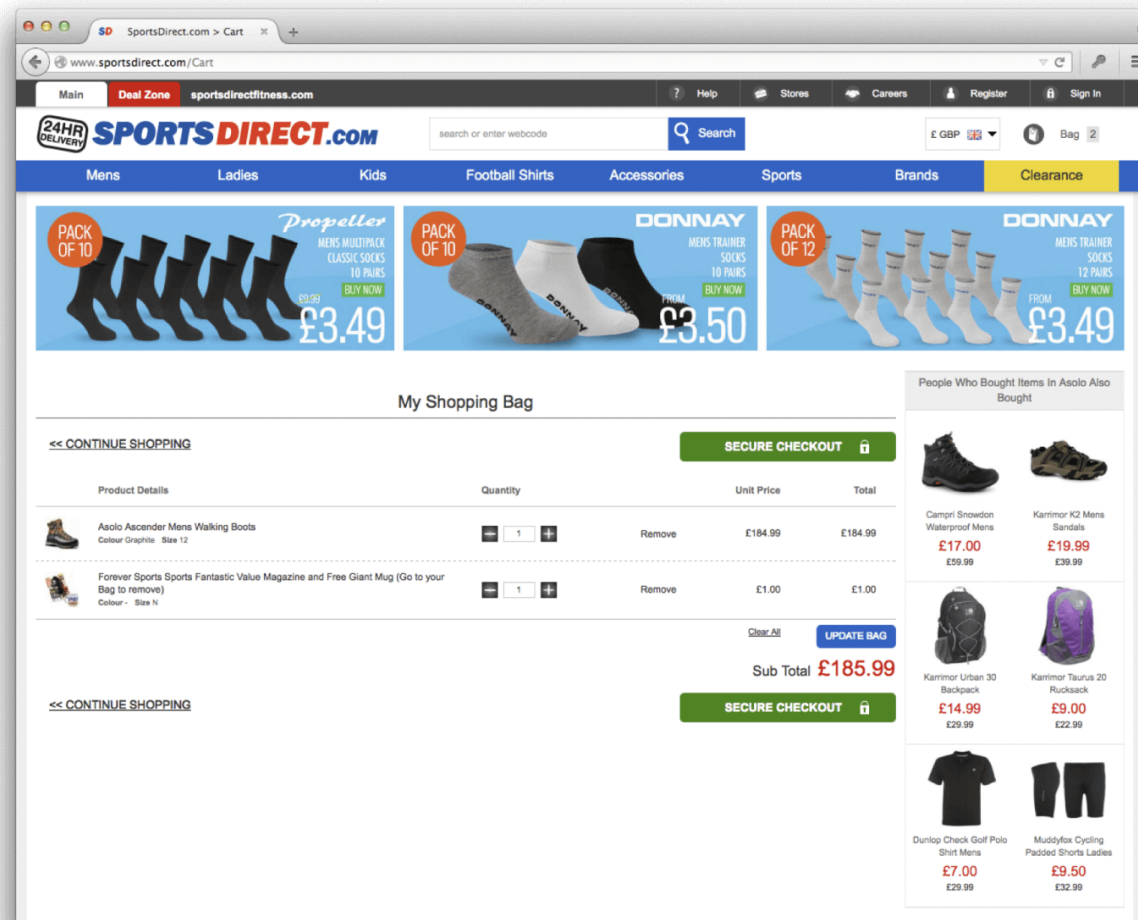 SD SportsDirect.com > Cart
www.sportsdirect.com/Cart
Main Deal Zone sportsdirectfitness.com ? Help Stores Careers Register Sign In
24HR
DELIVERY
SPORTSDIRECT.COM
search or enter webcode Search £ GBP Bag 2
Mens Ladies Kids Football Shirts Accessories Sports Brands Clearance
PACK
OF 10
Propeller
MENS MULTIPACK
CLASSIC SOCKS
10 PAIRS
BUY NOW
£9.99
£3.49
PACK
OF 10
DONNAY
MENS TRAINER
SOCKS
10 PAIRS
BUY NOW
FROM
£3.50
DONNAY
DONNAY
DONNAY
PACK
OF 12
DONNAY
MENS TRAINER
SOCKS
12 PAIRS
BUY NOW
FROM
£3.49
My Shopping Bag
<< CONTINUE SHOPPING SECURE CHECKOUT
Product Details Quantity Unit Price Total
Asolo Ascender Mens Walking Boots
Colour Graphite Size 12
1 Remove £184.99 £184.99
Forever Sports Sports Fantastic Value Magazine and Free Giant Mug (Go to your
Bag to remove)
Colour - Size N
1 Remove £1.00 £1.00
Clear All UPDATE BAG
Sub Total £185.99
<< CONTINUE SHOPPING SECURE CHECKOUT
People Who Bought Items In Asolo Also
Bought
Campri Snowdon
Waterproof Mens
£17.00
£59.99
Karrimor K2 Mens
Sandals
£19.99
£39.99
Karrimor Urban 30
Backpack
£14.99
£29.99
Karrimor Taurus 20
Rucksack
£9.00
£22.99
Dunlop Check Golf Polo
Shirt Mens
£7.00
£29.99
Muddyfox Cycling
Padded Shorts Ladies
£9.50
£32.99